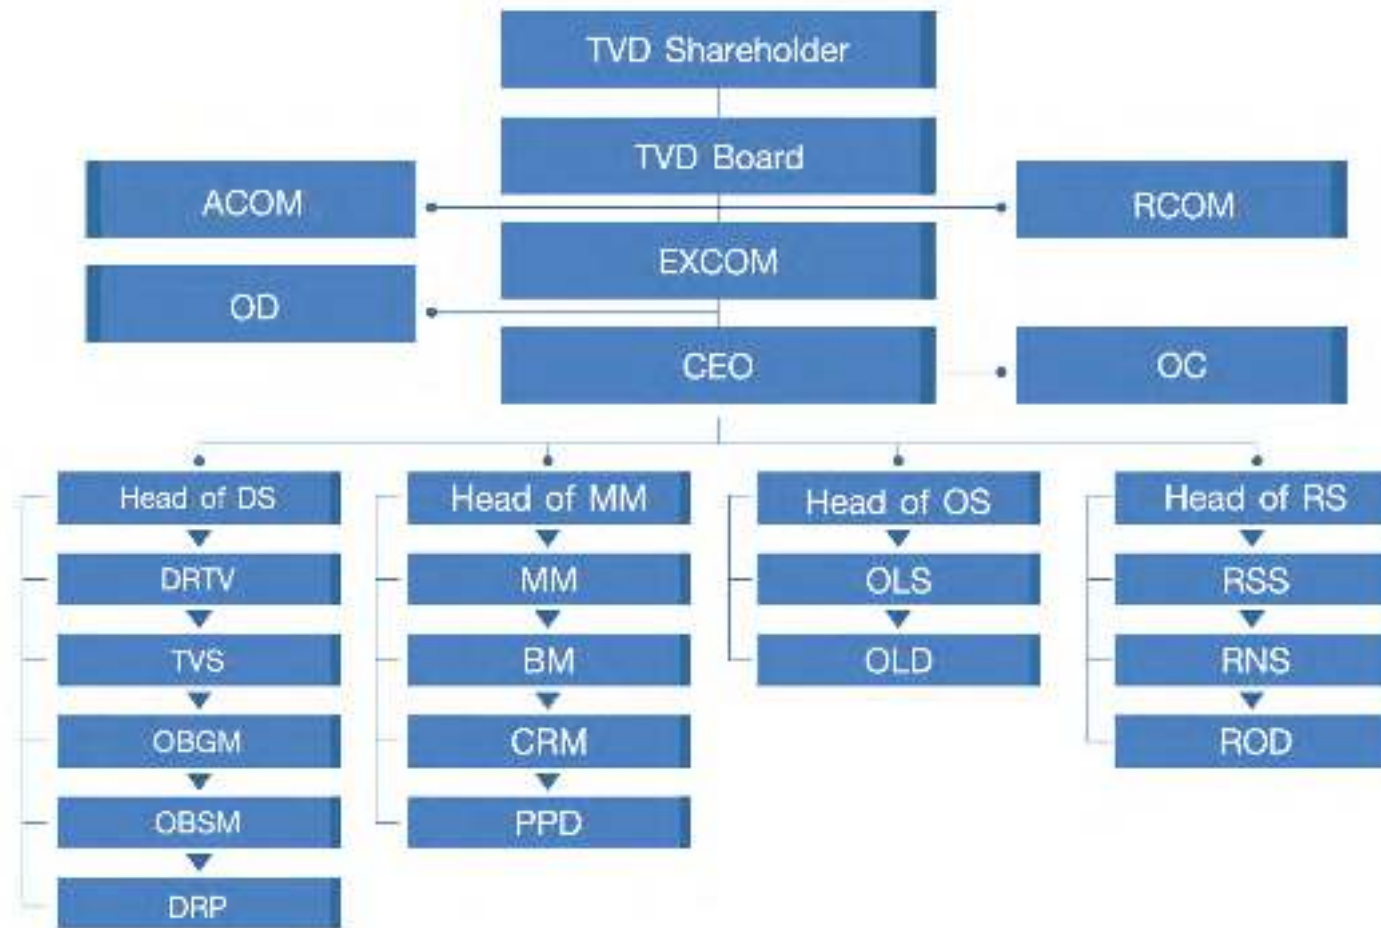 TVD Shareholder
TVD Board
ACOM
RCOM
EXCOM
OD
CEO
OC
Head of DS
Head of MM
Head of OS
Head of RS
DRTV
MM
OLS
RSS
TVS
BM
OLD
RNS
OBGM
CRM
ROD
OBSM
PPD
DRP